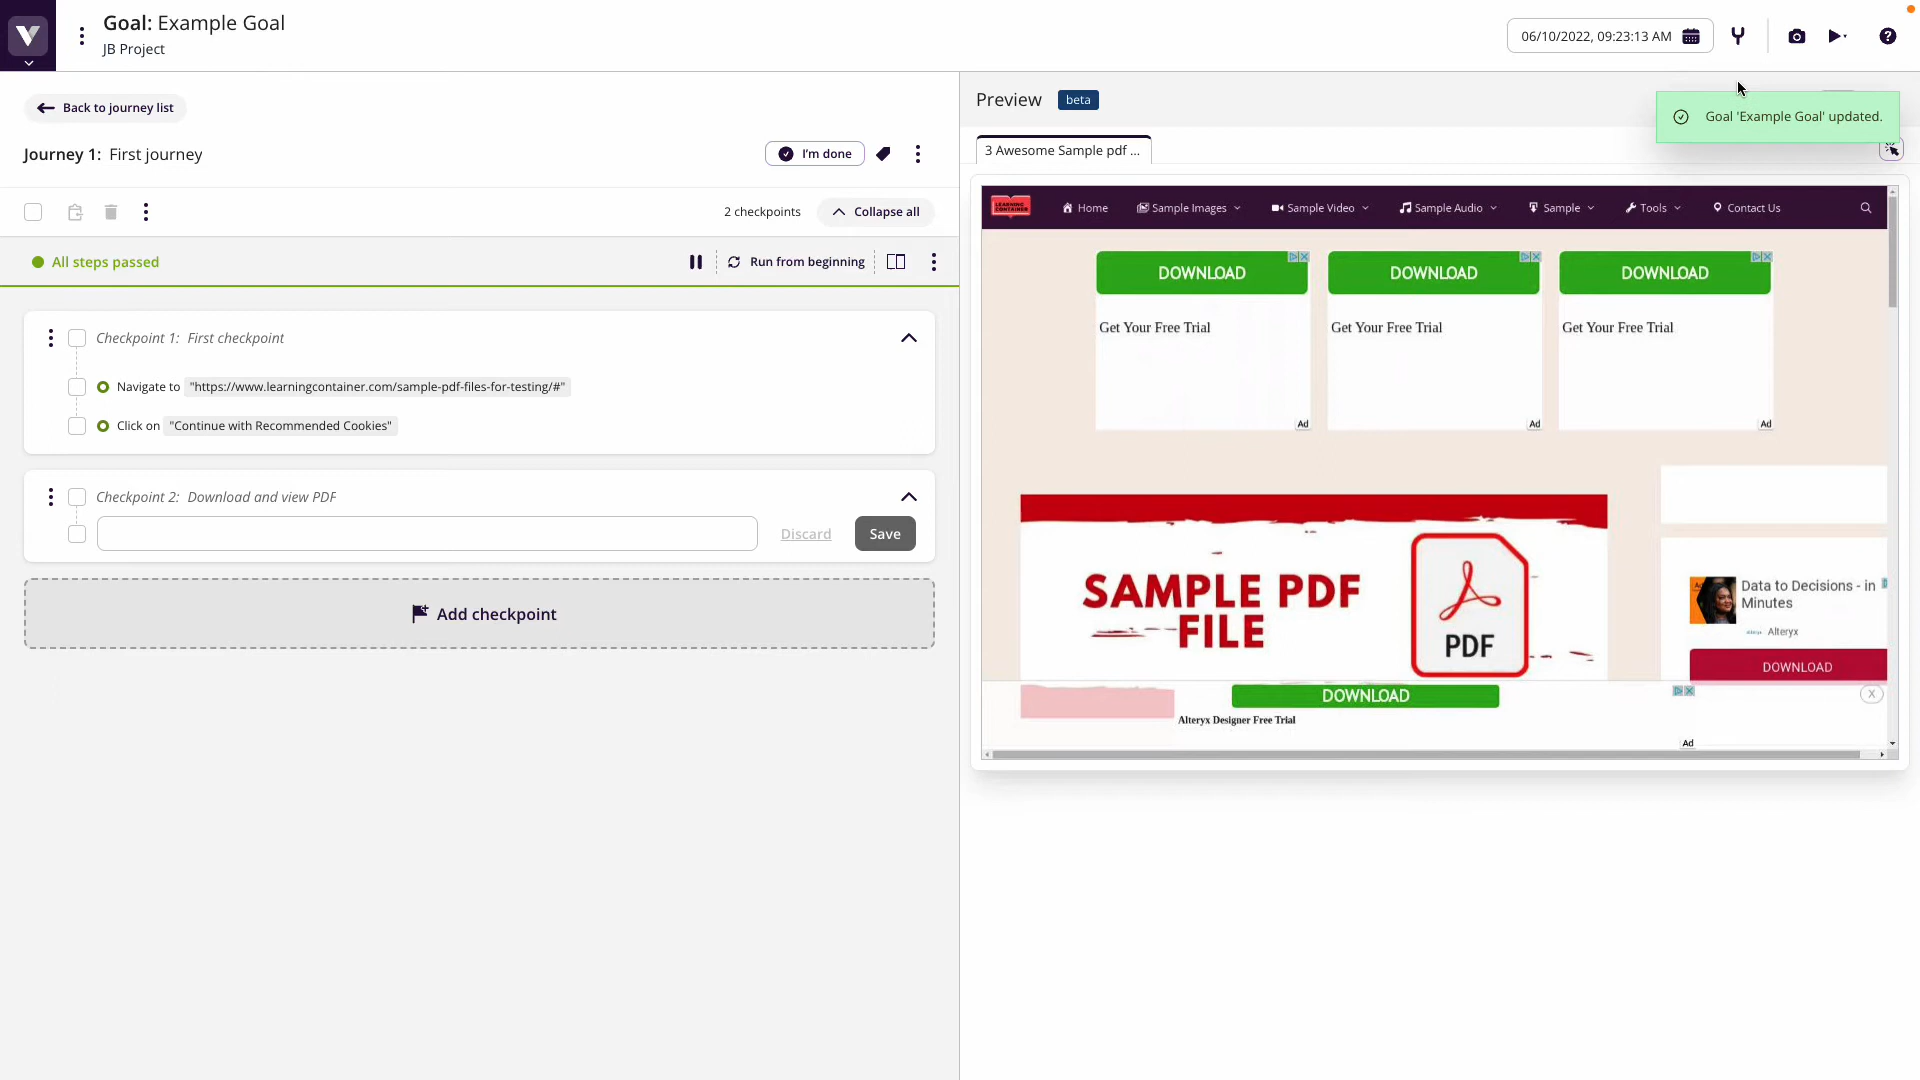 Goal: Example Goal
JB Project
06/10/2022, 09:23:13 AM
Back to journey list
Journey 1: First journey
I'm done
2 checkpoints
Collapse all
All steps passed
Run from beginning
Checkpoint 1: First checkpoint
Navigate to "https://www.learningcontainer.com/sample-pdf-files-for-testing/#"
Click on "Continue with Recommended Cookies"
Checkpoint 2: Download and view PDF
Discard
Save
Add checkpoint
Preview beta
Goal 'Example Goal' updated.
3 Awesome Sample pdf ...
LEARNING CONTAINER
Home
Sample Images
Sample Video
Sample Audio
Sample
Tools
Contact Us
DOWNLOAD
Get Your Free Trial
Ad
DOWNLOAD
Get Your Free Trial
Ad
DOWNLOAD
Get Your Free Trial
Ad
SAMPLE PDF
FILE
PDF
Data to Decisions - in
Minutes
Alteryx
DOWNLOAD
DOWNLOAD
Alteryx Designer Free Trial
X
Ad